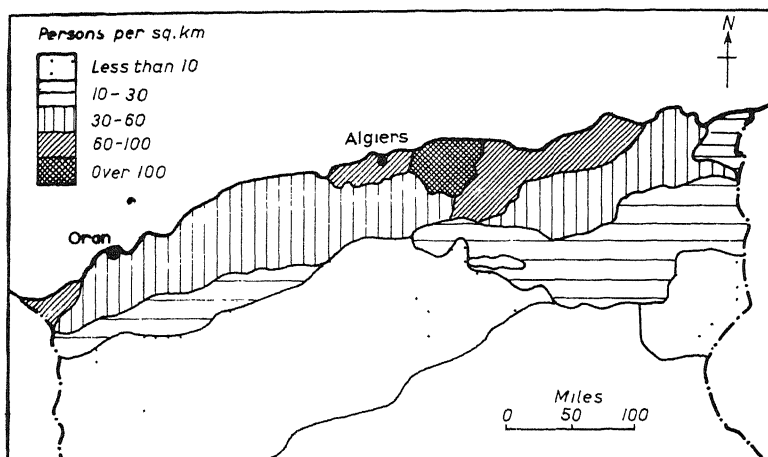 Persons per sq.km
Less than 10
10-30
30-60
60-100
Over 100
N
Algiers
Oran
Miles
0 50 100